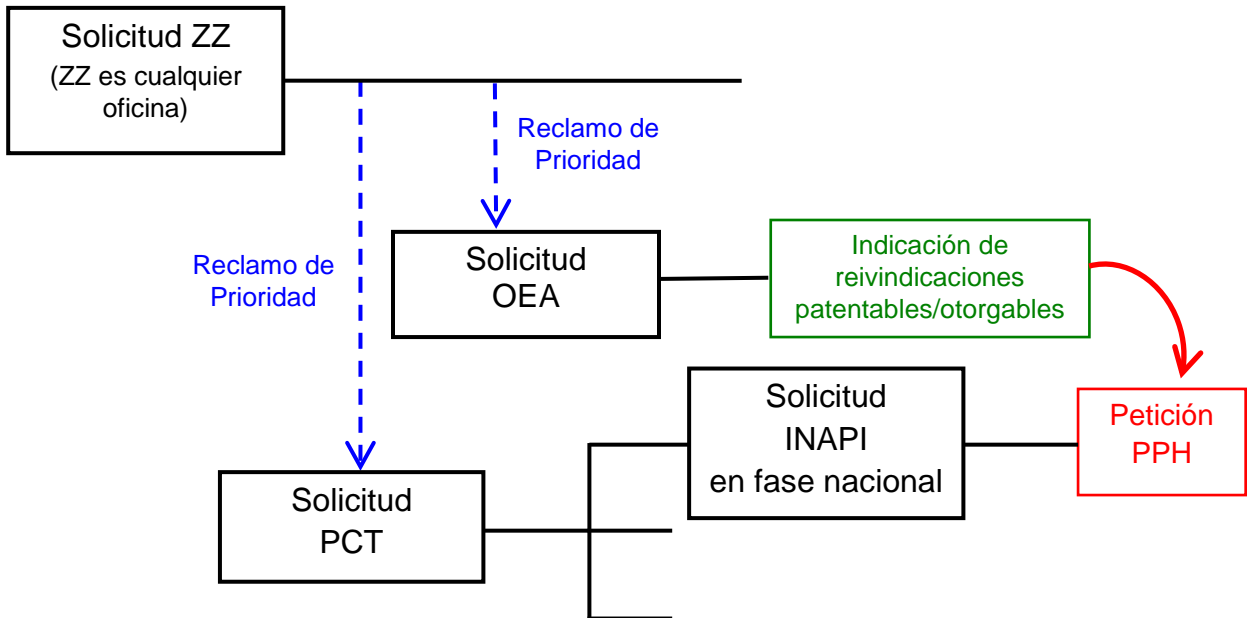 Solicitud ZZ
(ZZ es cualquier
oficina)
Reclamo de
Prioridad
Reclamo de
Prioridad
Solicitud
OEA
Indicación de
reivindicaciones
patentables/otorgables
Solicitud
INAPI
en fase nacional
Petición
PPH
Solicitud
PCT